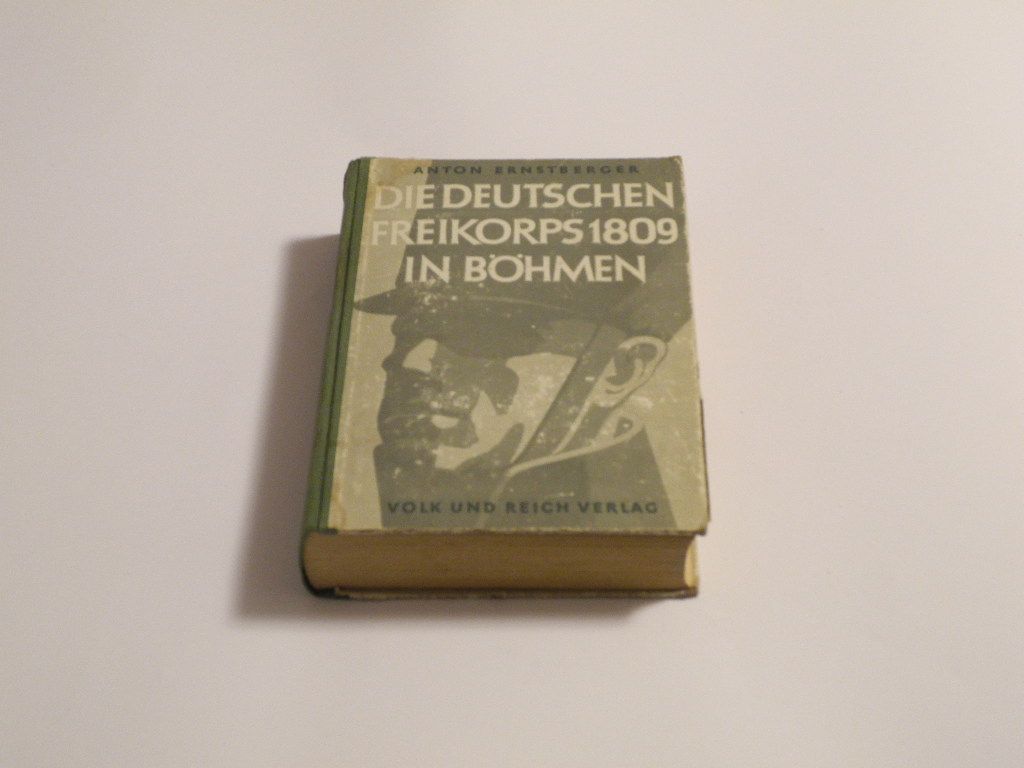 ANTON ERNSTBERGER
DIE DEUTSCHEN
FREIKORPS 1809
IN BÖHMEN
VOLK UND REICH VERLAG